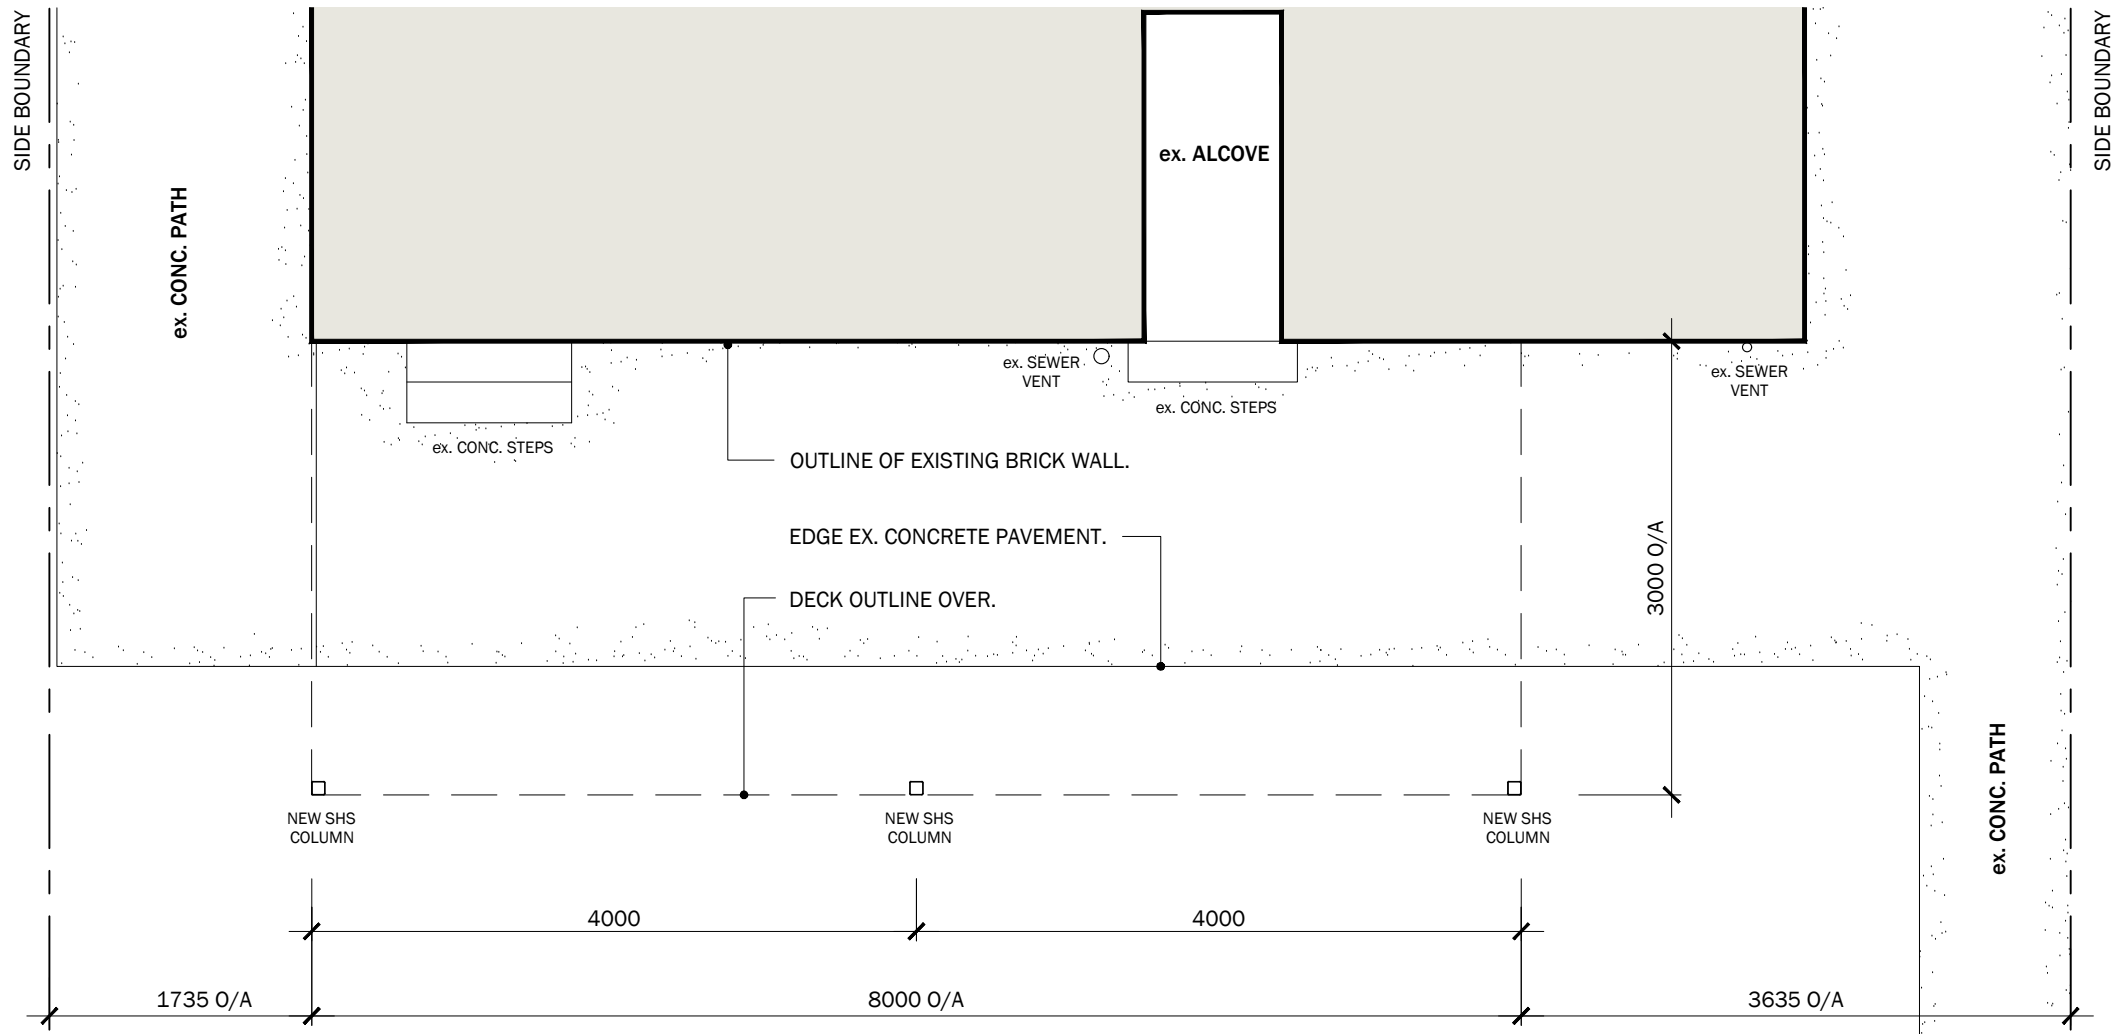 SIDE BOUNDARY
SIDE BOUNDARY
ex. ALCOVE
ex. CONC. PATH
ex. SEWER
VENT
ex. CONC. STEPS
ex. SEWER
VENT
ex. CONC. STEPS
OUTLINE OF EXISTING BRICK WALL.
EDGE EX. CONCRETE PAVEMENT.
3000 O/A
DECK OUTLINE OVER.
ex. CONC. PATH
NEW SHS
COLUMN
NEW SHS
COLUMN
NEW SHS
COLUMN
4000
4000
1735 O/A
8000 O/A
3635 O/A